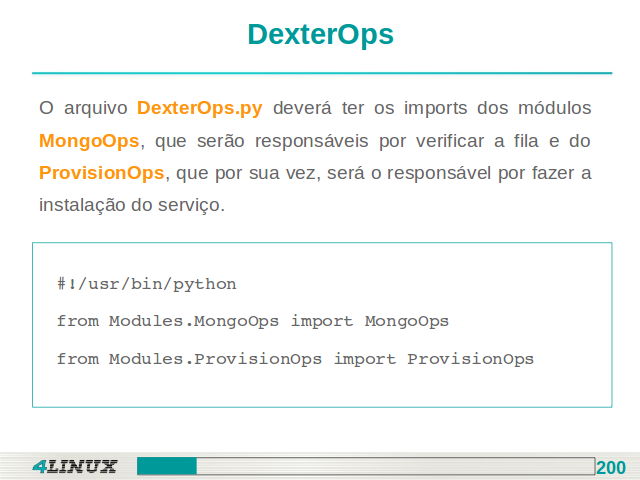 DexterOps
O arquivo DexterOps.py deverá ter os imports dos módulos
MongoOps, que serão responsáveis por verificar a fila e do
ProvisionOps, que por sua vez, será o responsável por fazer a
instalação do serviço.
#!/usr/bin/python
from Modules.MongoOps import MongoOps
from Modules.ProvisionOps import ProvisionOps
4LINUX
200